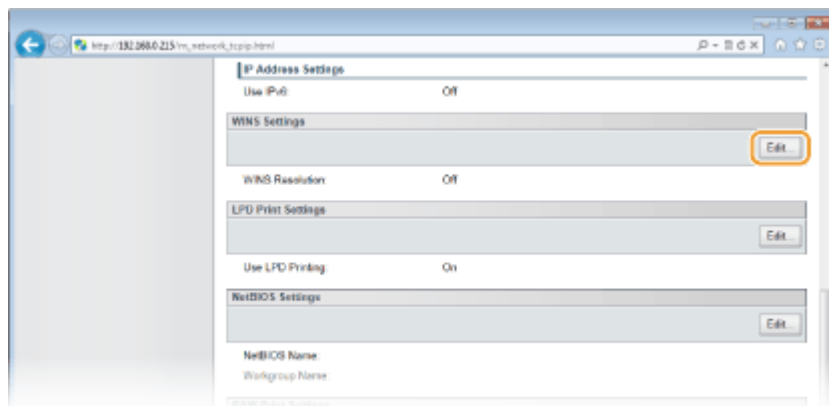 http://192.168.0.215/m_network_tcpip.html
IP Address Settings
Use IPv6: Off
WINS Settings
Edit...
WINS Resolution: Off
LPD Print Settings
Edit...
Use LPD Printing: On
NetBIOS Settings
Edit...
NetBIOS Name:
Workgroup Name: